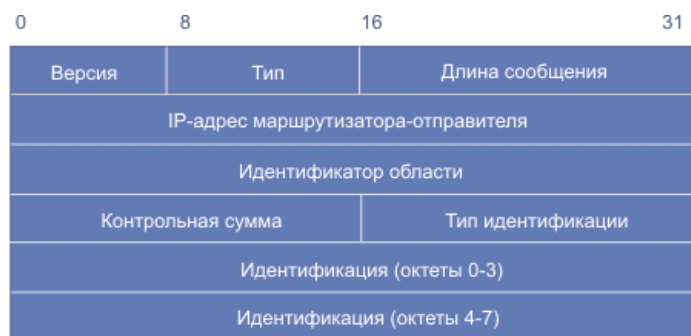 0 8 16 31
Версия Тип Длина сообщения
IP-адрес маршрутизатора-отправителя
Идентификатор области
Контрольная сумма Тип идентификации
Идентификация (октеты 0-3)
Идентификация (октеты 4-7)